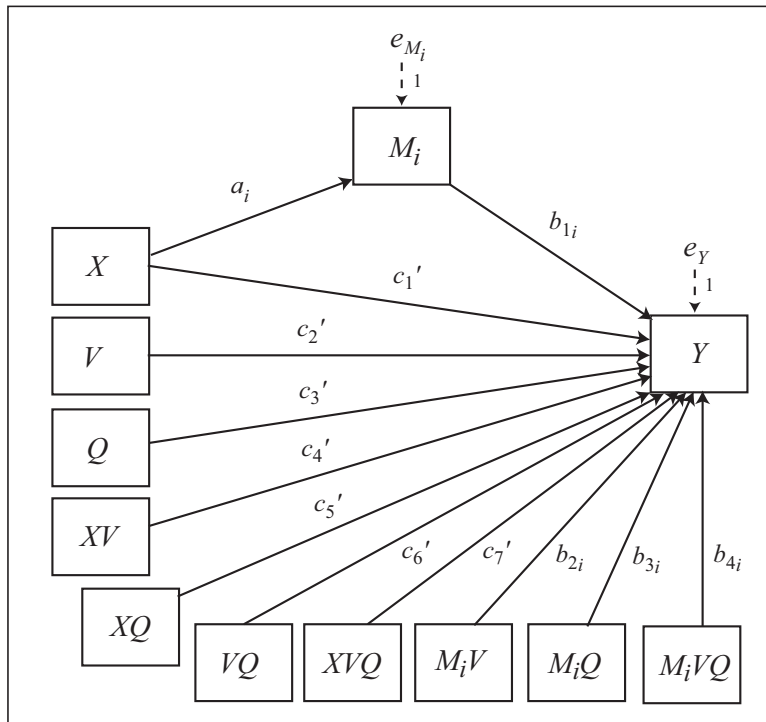 e_{M_i}
1
M_i
a_i
b_{1i}
X
e_Y
1
c_1′
V
c_2′
Y
Q
c_3′
c_4′
XV
c_5′
c_6′
c_7′
b_{2i}
b_{3i}
b_{4i}
XQ
VQ
XVQ
M_iV
M_iQ
M_iVQ